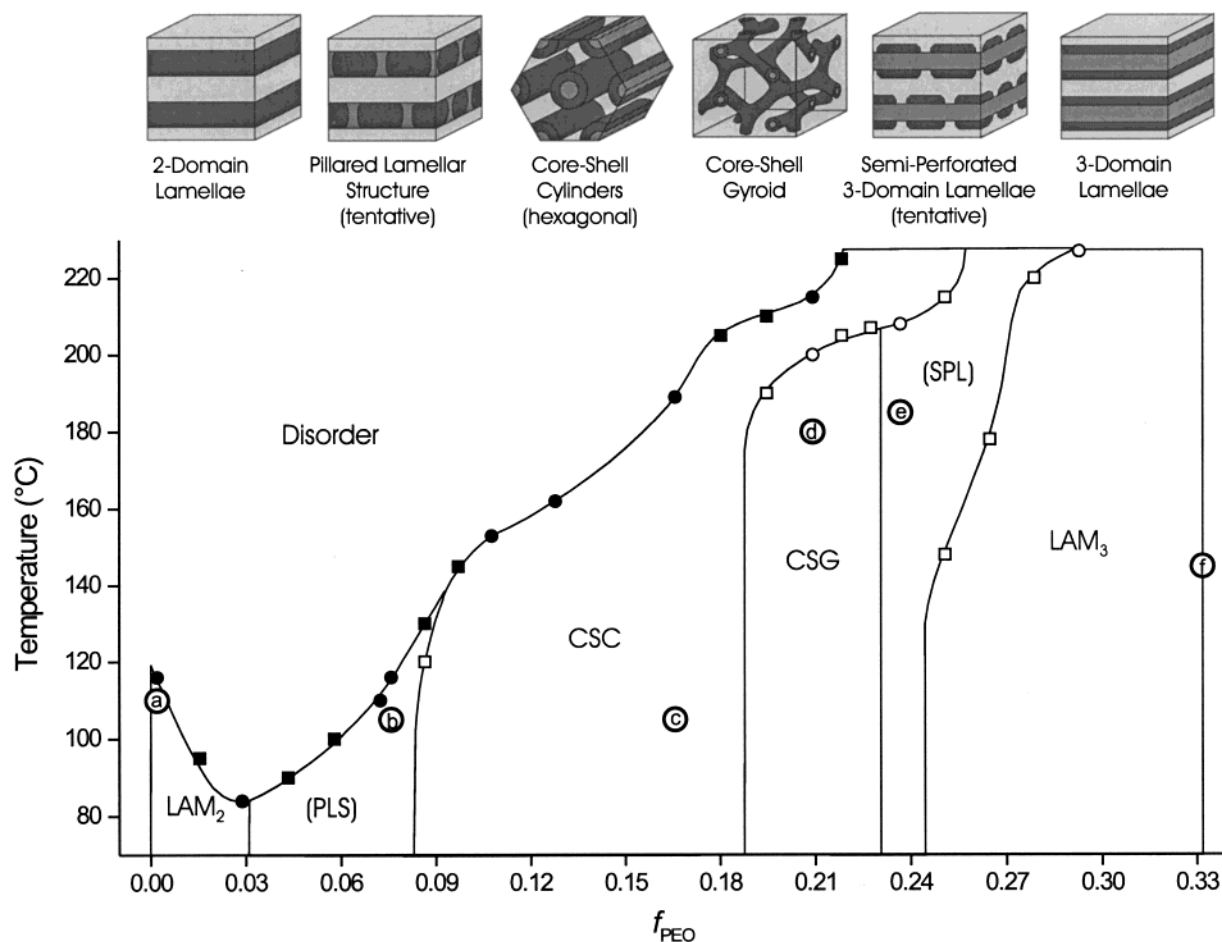 2-Domain
Lamellae
Pillared Lamellar
Structure
(tentative)
Core-Shell
Cylinders
(hexagonal)
Core-Shell
Gyroid
Semi-Perforated
3-Domain Lamellae
(tentative)
3-Domain
Lamellae
Temperature (°C)
220
200
180
160
140
120
100
80
Disorder
(SPL)
e
d
CSG
LAM₃
f
CSC
a
b
c
LAM₂
(PLS)
0.00 0.03 0.06 0.09 0.12 0.15 0.18 0.21 0.24 0.27 0.30 0.33
fPEO